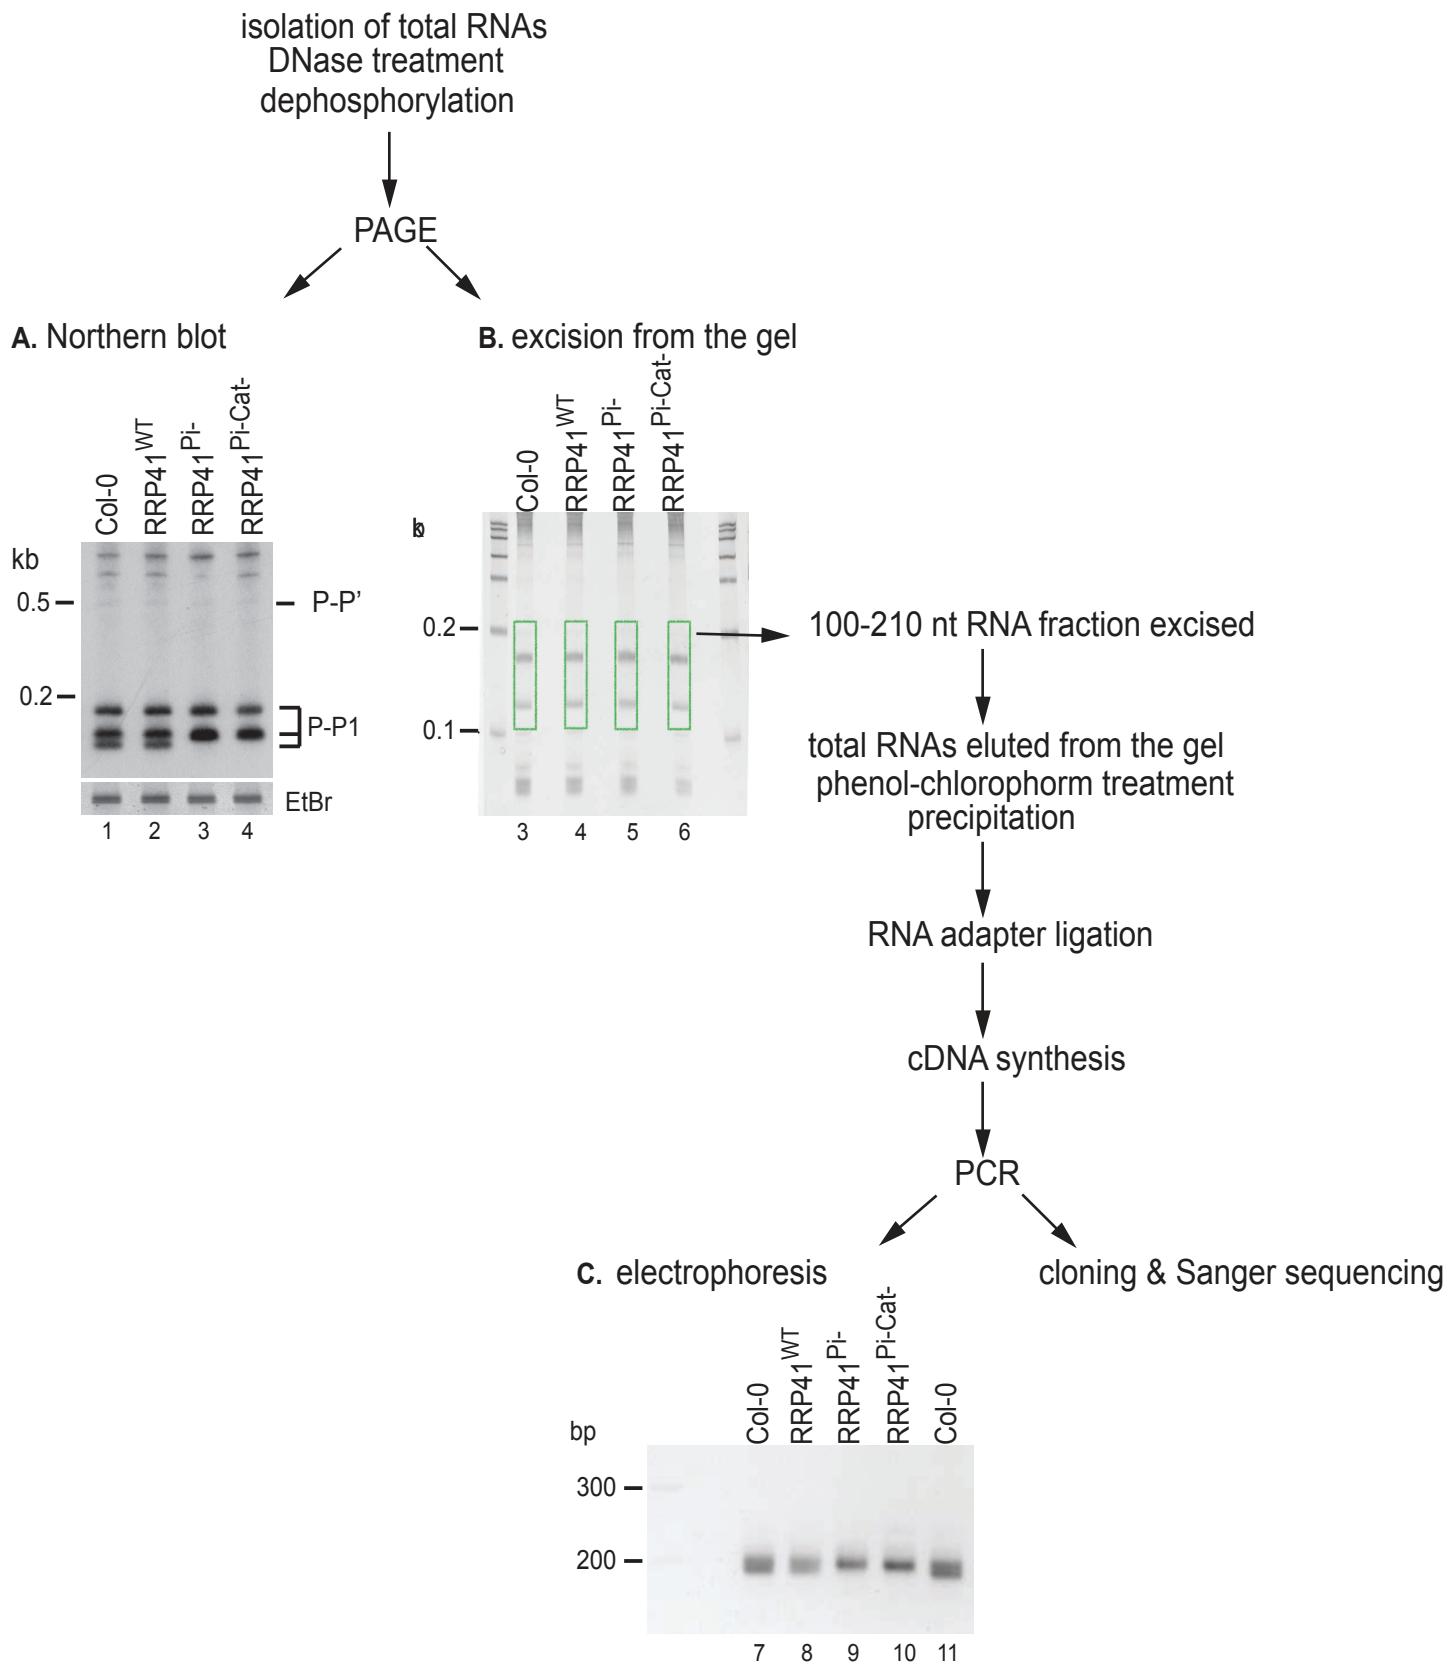 isolation of total RNAs
DNase treatment
dephosphorylation
PAGE
A. Northern blot
B. excision from the gel
Col-0
RRP41WT
RRP41Pi-
RRP41Pi-Cat-
kb
0.5
0.2
P-P'
P-P1
EtBr
1 2 3 4
Col-0
RRP41WT
RRP41Pi-
RRP41Pi-Cat-
kb
0.2
0.1
3 4 5 6
100-210 nt RNA fraction excised
total RNAs eluted from the gel
phenol-chlorophorm treatment
precipitation
RNA adapter ligation
cDNA synthesis
PCR
C. electrophoresis
cloning & Sanger sequencing
Col-0
RRP41WT
RRP41Pi-
RRP41Pi-Cat-
Col-0
bp
300
200
7 8 9 10 11